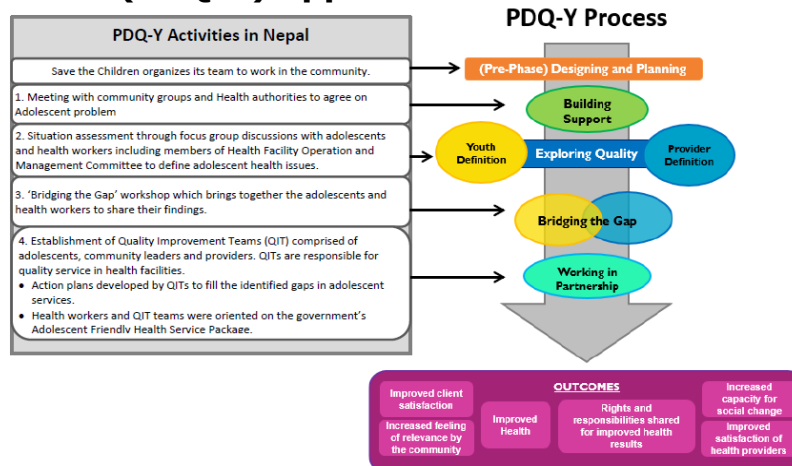 PDQ-Y Process
PDQ-Y Activities in Nepal
Save the Children organizes its team to work in the community.
1. Meeting with community groups and Health authorities to agree on
Adolescent problem
2. Situation assessment through focus group discussions with adolescents
and health workers including members of Health Facility Operation and
Management Committee to define adolescent health issues.
3. ‘Bridging the Gap’ workshop which brings together the adolescents and
health workers to share their findings.
4. Establishment of Quality Improvement Teams (QIT) comprised of
adolescents, community leaders and providers. QITs are responsible for
quality service in health facilities.
• Action plans developed by QITs to fill the identified gaps in adolescent
services.
• Health workers and QIT teams were oriented on the government’s
Adolescent Friendly Health Service Package.
(Pre-Phase) Designing and Planning
Building
Support
Youth
Definition
Exploring Quality
Provider
Definition
Bridging the Gap
Working in
Partnership
OUTCOMES
Improved client
satisfaction
Increased feeling
of relevance by
the community
Improved
Health
Rights and
responsibilities shared
for improved health
results
Increased
capacity for
social change
Improved
satisfaction of
health providers